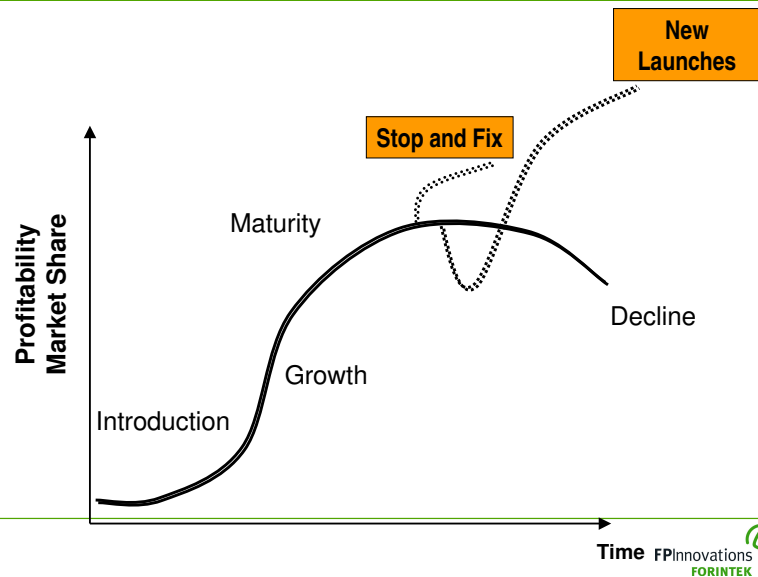 New
Launches
Stop and Fix
Maturity
Profitability
Market Share
Decline
Growth
Introduction
Time
FPInnovations
FORINTEK